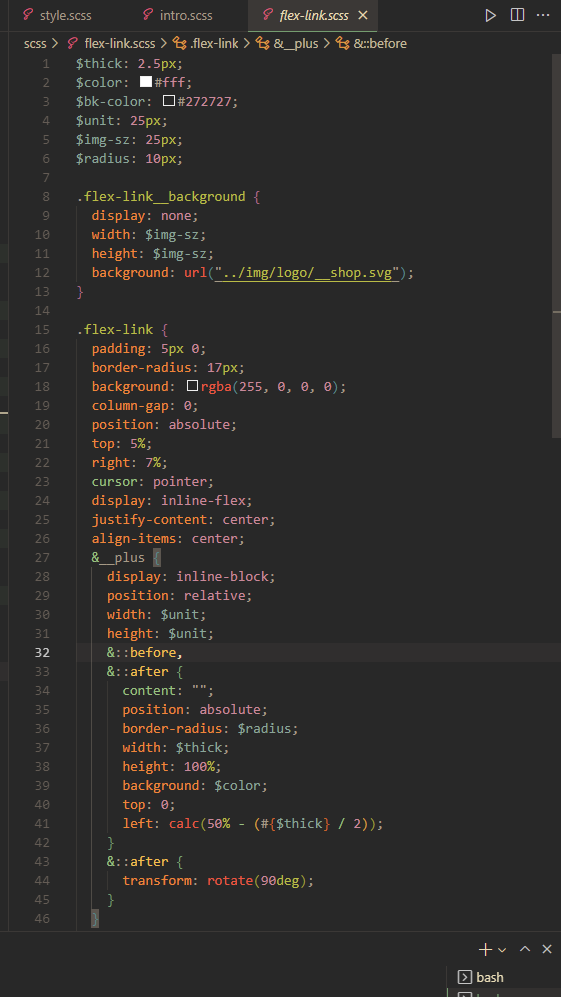 style.scss intro.scss flex-link.scss
scss > flex-link.scss > .flex-link > &__plus > &::before
1 $thick: 2.5px;
2 $color: #fff;
3 $bk-color: #272727;
4 $unit: 25px;
5 $img-sz: 25px;
6 $radius: 10px;
7
8 .flex-link__background {
9 display: none;
10 width: $img-sz;
11 height: $img-sz;
12 background: url("../img/logo/__shop.svg");
13 }
14
15 .flex-link {
16 padding: 5px 0;
17 border-radius: 17px;
18 background: rgba(255, 0, 0, 0);
19 column-gap: 0;
20 position: absolute;
21 top: 5%;
22 right: 7%;
23 cursor: pointer;
24 display: inline-flex;
25 justify-content: center;
26 align-items: center;
27 &__plus {
28 display: inline-block;
29 position: relative;
30 width: $unit;
31 height: $unit;
32 &::before,
33 &::after {
34 content: "";
35 position: absolute;
36 border-radius: $radius;
37 width: $thick;
38 height: 100%;
39 background: $color;
40 top: 0;
41 left: calc(50% - (#{$thick} / 2));
42 }
43 &::after {
44 transform: rotate(90deg);
45 }
46 }
bash